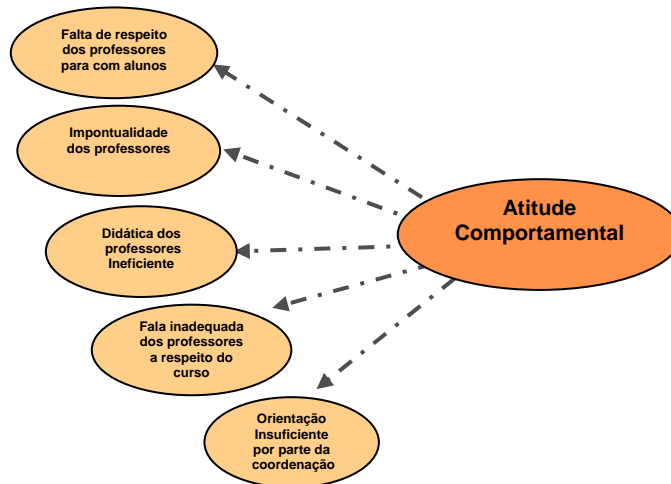 Falta de respeito
dos professores
para com alunos
Impontualidade
dos professores
Atitude
Comportamental
Didática dos
professores
Ineficiente
Fala inadequada
dos professores
a respeito do
curso
Orientação
Insuficiente
por parte da
coordenação